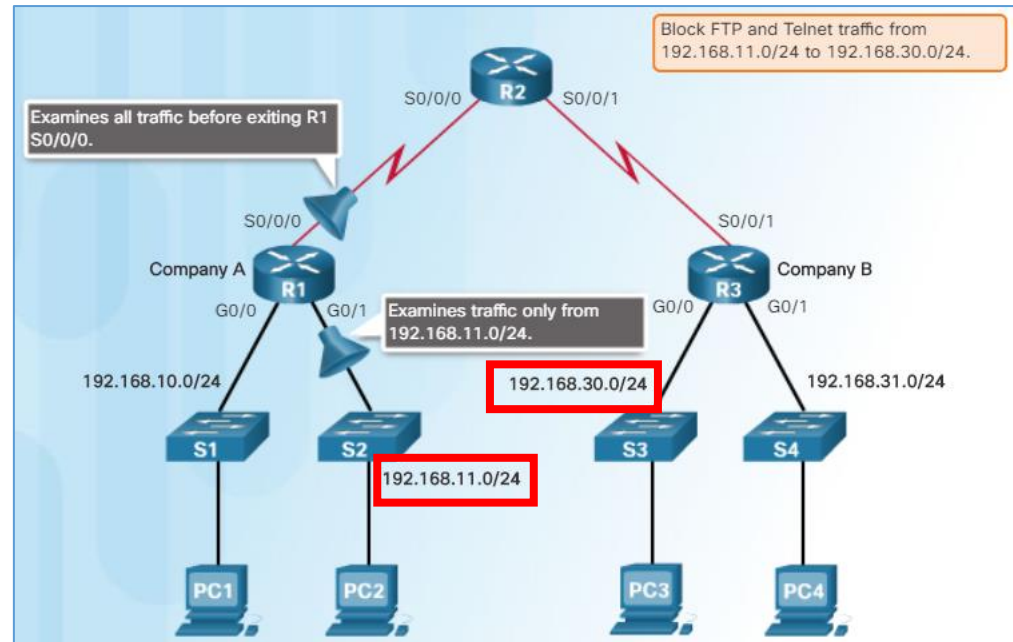 Block FTP and Telnet traffic from
192.168.11.0/24 to 192.168.30.0/24.
R2
S0/0/0
S0/0/1
Examines all traffic before exiting R1
S0/0/0.
S0/0/0
S0/0/1
Company A
R1
R3
Company B
G0/0
G0/1
Examines traffic only from
192.168.11.0/24.
G0/0
G0/1
192.168.10.0/24
192.168.30.0/24
192.168.31.0/24
S1
S2
S3
S4
192.168.11.0/24
PC1
PC2
PC3
PC4